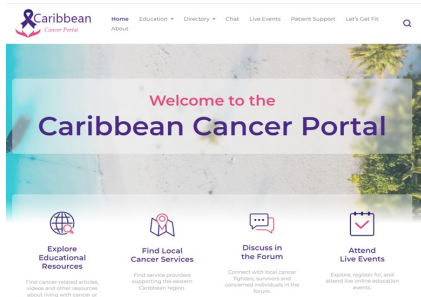 Caribbean
Cancer Portal
Home Education Directory Chat Live Events Patient Support Let's Get Fit
About
Welcome to the
Caribbean Cancer Portal
Explore
Educational
Resources
Find cancer-related articles,
videos and other resources
about living with cancer or
Find Local
Cancer Services
Find service providers
supporting the eastern
Caribbean region.
Discuss in
the Forum
Connect with local cancer
fighters, survivors and
concerned individuals in the
forum.
Attend
Live Events
Explore, register for, and
attend live online education
events.